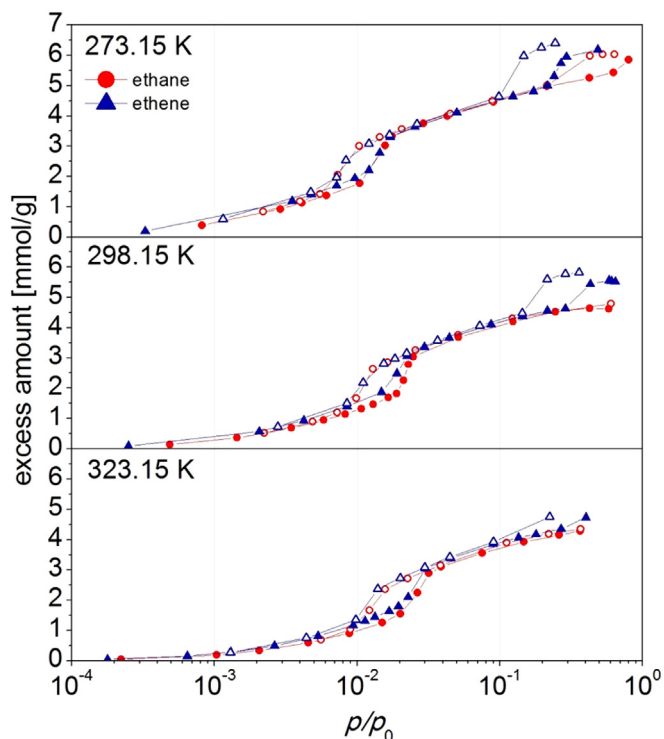 7
273.15 K
6
ethane
5
ethene
4
3
2
1
0
298.15 K
6
5
4
3
2
1
0
323.15 K
6
5
4
3
2
1
0
excess amount [mmol/g]
10⁻⁴ 10⁻³ 10⁻² 10⁻¹ 10⁰
p/p₀